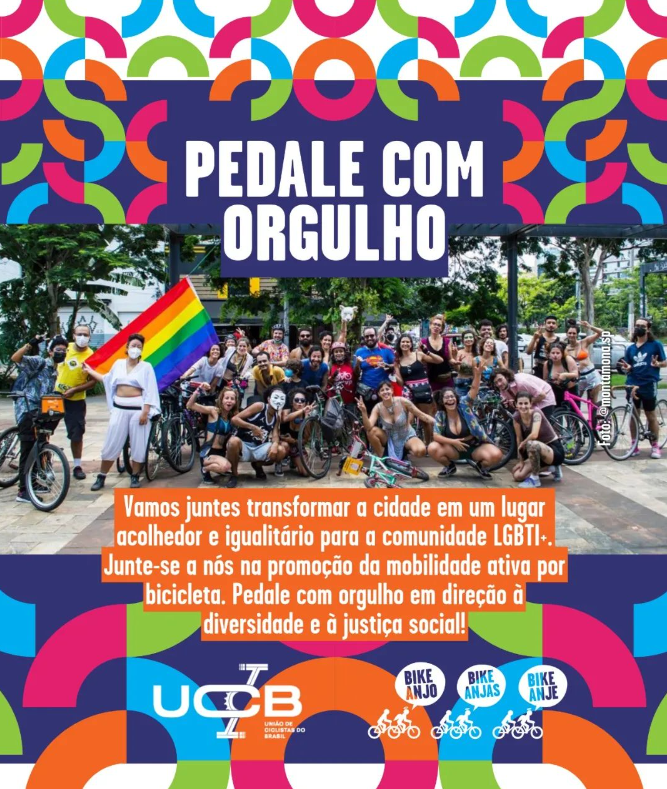 PEDALE COM
ORGULHO
Foto: @montdmono.sp
Vamos juntes transformar a cidade em um lugar
acolhedor e igualitário para a comunidade LGBTI+.
Junte-se a nós na promoção da mobilidade ativa por
bicicleta. Pedale com orgulho em direção à
diversidade e à justiça social!
UCB
UNIÃO DE
CICLISTAS DO
BRASIL
BIKE
ANJO
BIKE
ANJAS
BIKE
ANJE